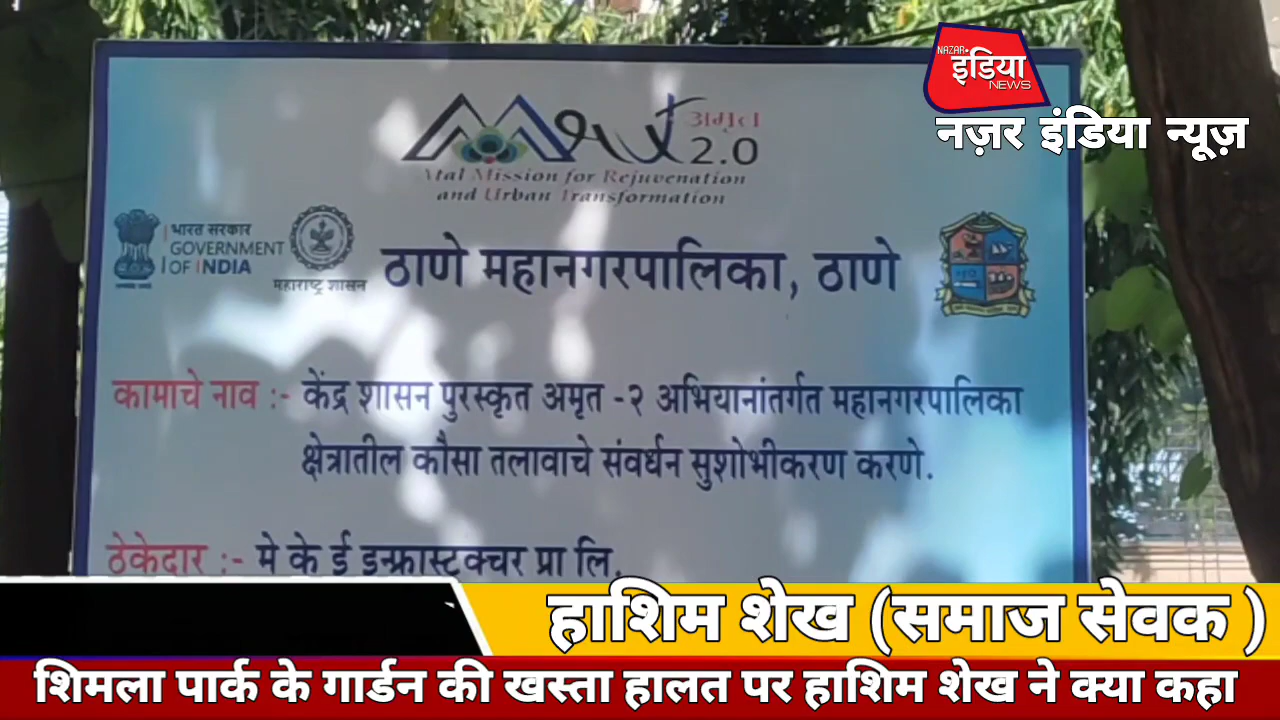 NAZAR
इंडिया
NEWS
नज़र इंडिया न्यूज़
अमृत
2.0
Atal Mission for Rejuvenation
and Urban Transformation
भारत सरकार
GOVERNMENT
OF INDIA
महाराष्ट्र शासन
ठाणे महानगरपालिका, ठाणे
कामाचे नाव :- केंद्र शासन पुरस्कृत अमृत -२ अभियानांतर्गत महानगरपालिका
क्षेत्रातील कौसा तलावाचे संवर्धन सुशोभीकरण करणे.
ठेकेदार :- मे के ई इन्फ्रास्ट्रक्चर प्रा लि.
हाशिम शेख (समाज सेवक )
शिमला पार्क के गार्डन की खस्ता हालत पर हाशिम शेख ने क्या कहा